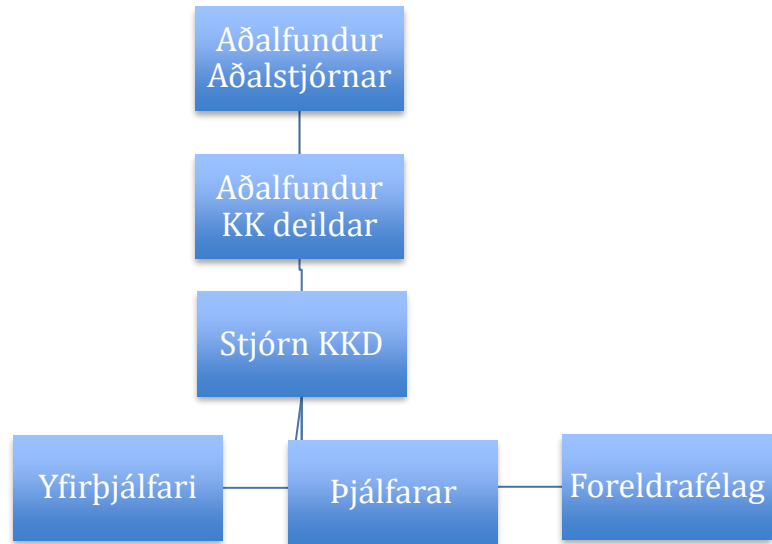 Aðalfundur
Aðalstjórnar
Aðalfundur
KK deildar
Stjórn KKD
Yfirþjálfari
Þjálfarar
Foreldrafélag